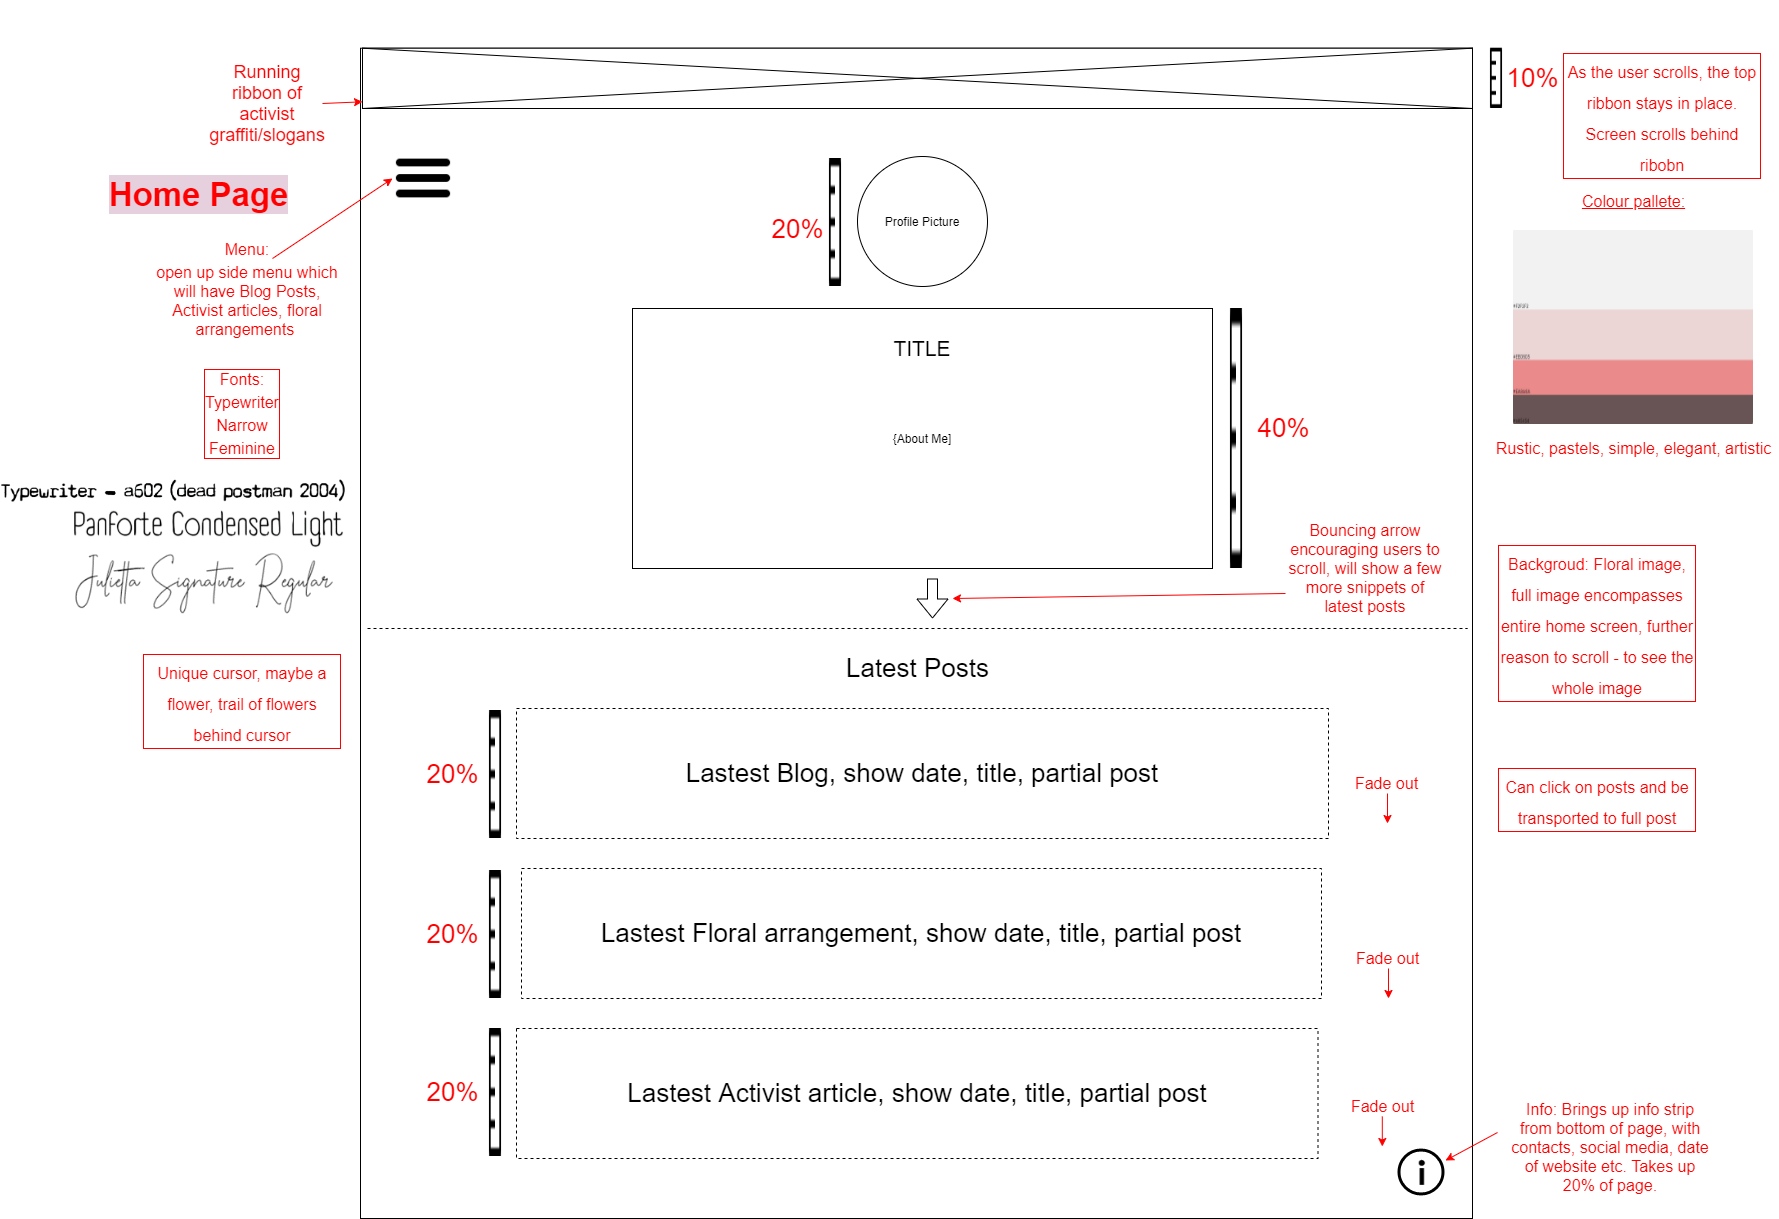 Running
ribbon of
activist
graffiti/slogans
10%
As the user scrolls, the top
ribbon stays in place.
Screen scrolls behind
ribobn
Home Page
Menu:
open up side menu which
will have Blog Posts,
Activist articles, floral
arrangements
20%
Profile Picture
Colour pallete:
Rustic, pastels, simple, elegant, artistic
TITLE
{About Me]
40%
Fonts:
Typewriter
Narrow
Feminine
Typewriter - a602 (dead postman 2004)
Panforte Condensed Light
Julietta Signature Regular
Bouncing arrow
encouraging users to
scroll, will show a few
more snippets of
latest posts
Backgroud: Floral image,
full image encompasses
entire home screen, further
reason to scroll - to see the
whole image
Unique cursor, maybe a
flower, trail of flowers
behind cursor
Latest Posts
20%
Lastest Blog, show date, title, partial post
Fade out
Can click on posts and be
transported to full post
20%
Lastest Floral arrangement, show date, title, partial post
Fade out
20%
Lastest Activist article, show date, title, partial post
Fade out
Info: Brings up info strip
from bottom of page, with
contacts, social media, date
of website etc. Takes up
20% of page.
i